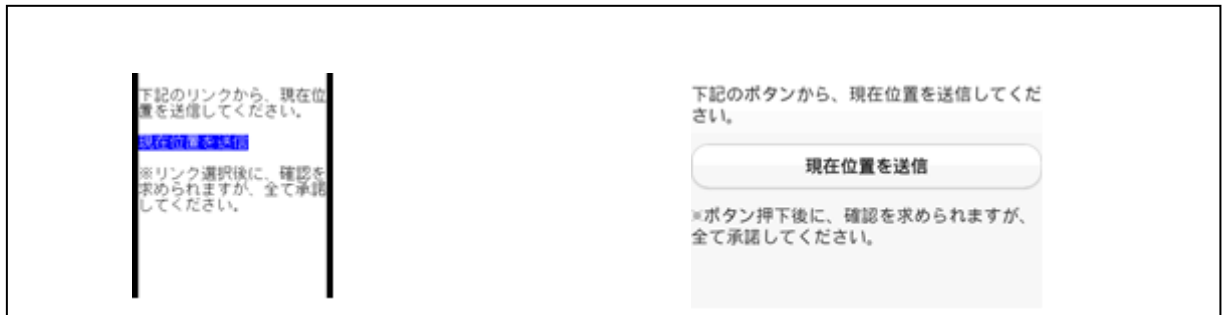 下記のリンクから、現在位
置を送信してください。
現在位置を送信
※リンク選択後に、確認を
求められますが、全て承諾
してください。
下記のボタンから、現在位置を送信してくだ
さい。
現在位置を送信
※ボタン押下後に、確認を求められますが、
全て承諾してください。